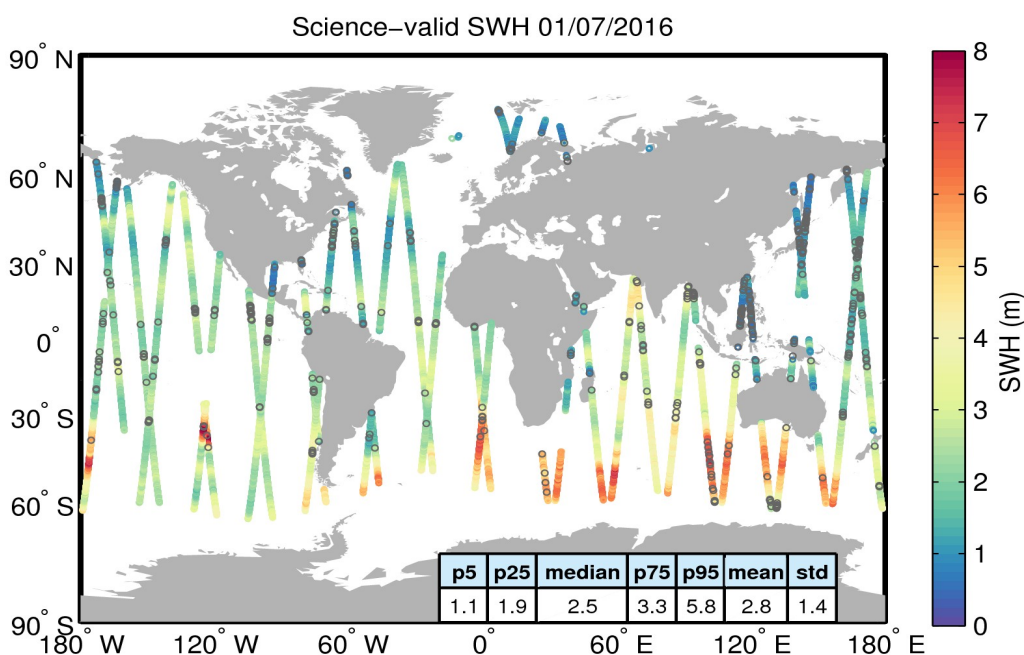 Science−valid SWH 01/07/2016
90° N
60° N
30° N
0°
30° S
60° S
90° S
180° W
120° W
60° W
0°
60° E
120° E
180° E
p5 p25 median p75 p95 mean std
1.1 1.9 2.5 3.3 5.8 2.8 1.4
8
7
6
5
4
3
2
1
0
SWH (m)